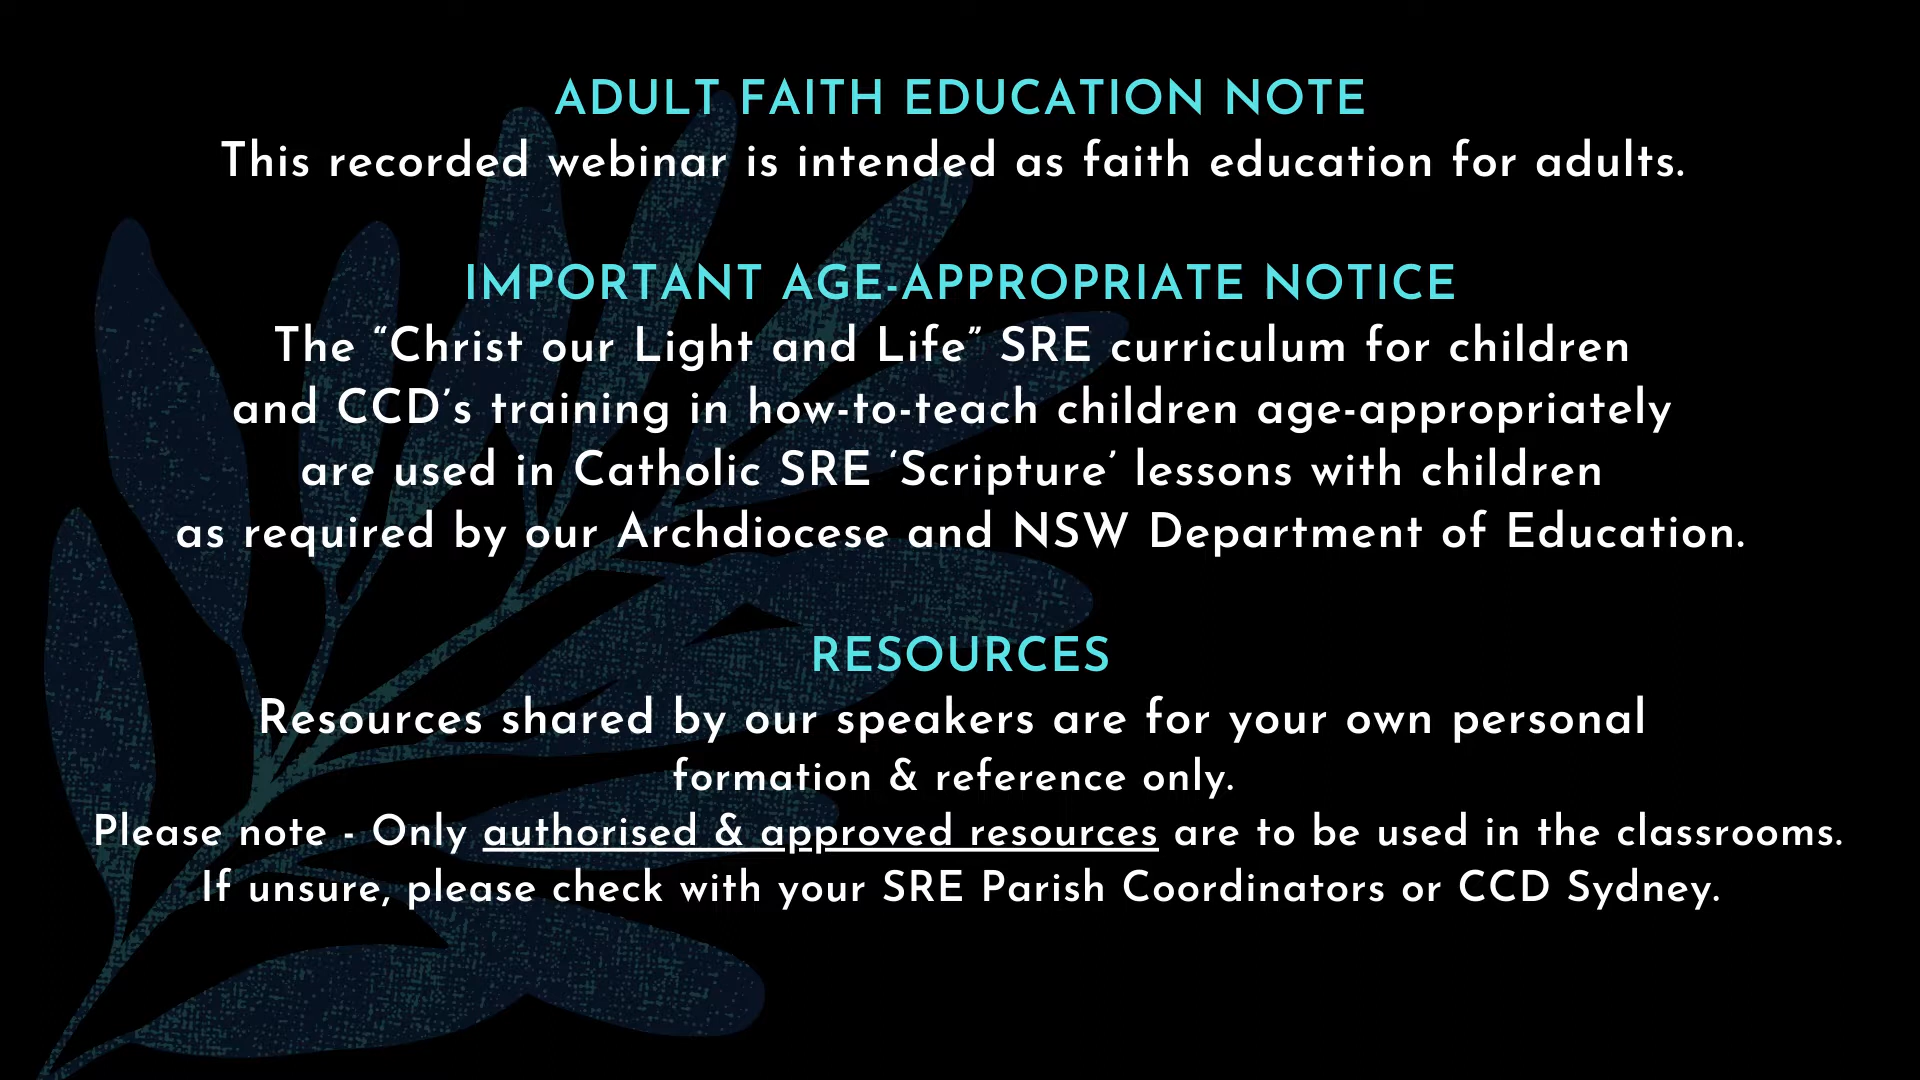 ADULT FAITH EDUCATION NOTE
This recorded webinar is intended as faith education for adults.
IMPORTANT AGE-APPROPRIATE NOTICE
The “Christ our Light and Life” SRE curriculum for children
and CCD’s training in how-to-teach children age-appropriately
are used in Catholic SRE ‘Scripture’ lessons with children
as required by our Archdiocese and NSW Department of Education.
RESOURCES
Resources shared by our speakers are for your own personal
formation & reference only.
Please note - Only authorised & approved resources are to be used in the classrooms.
If unsure, please check with your SRE Parish Coordinators or CCD Sydney.